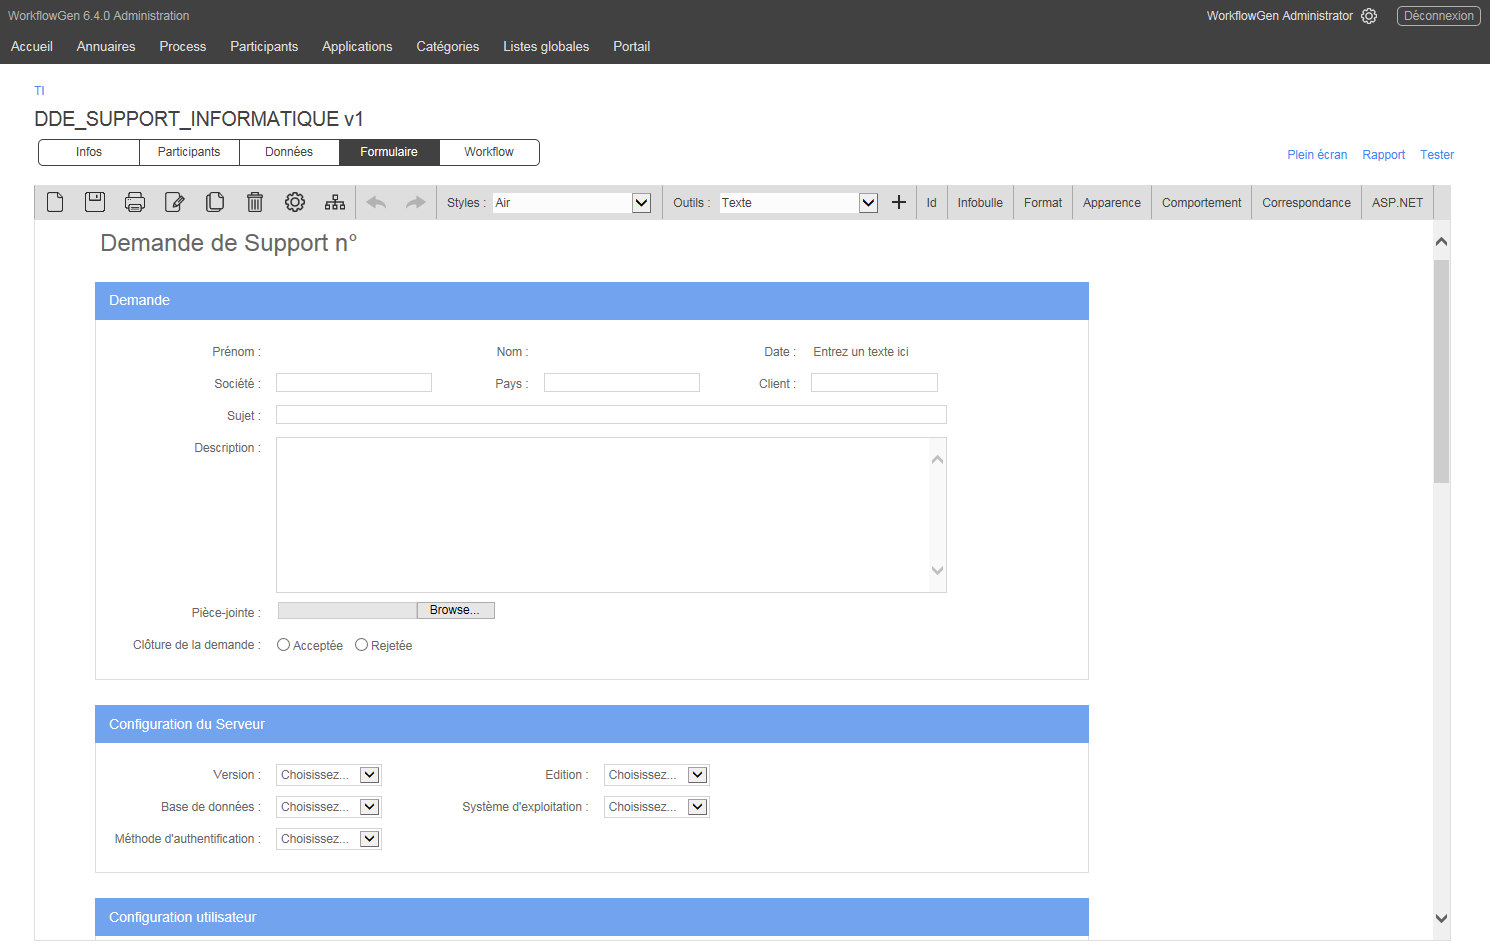 WorkflowGen 6.4.0 Administration
WorkflowGen Administrator Déconnexion
Accueil Annuaires Process Participants Applications Catégories Listes globales Portail
TI
DDE_SUPPORT_INFORMATIQUE v1
Infos Participants Données Formulaire Workflow
Plein écran Rapport Tester
Styles : Air Outils : Texte Id Infobulle Format Apparence Comportement Correspondance ASP.NET
Demande de Support n°
Demande
Prénom : Nom : Date : Entrez un texte ici
Société : Pays : Client :
Sujet :
Description :
Pièce-jointe : Browse...
Clôture de la demande : Acceptée Rejetée
Configuration du Serveur
Version : Choisissez... Edition : Choisissez...
Base de données : Choisissez... Système d'exploitation : Choisissez...
Méthode d'authentification : Choisissez...
Configuration utilisateur